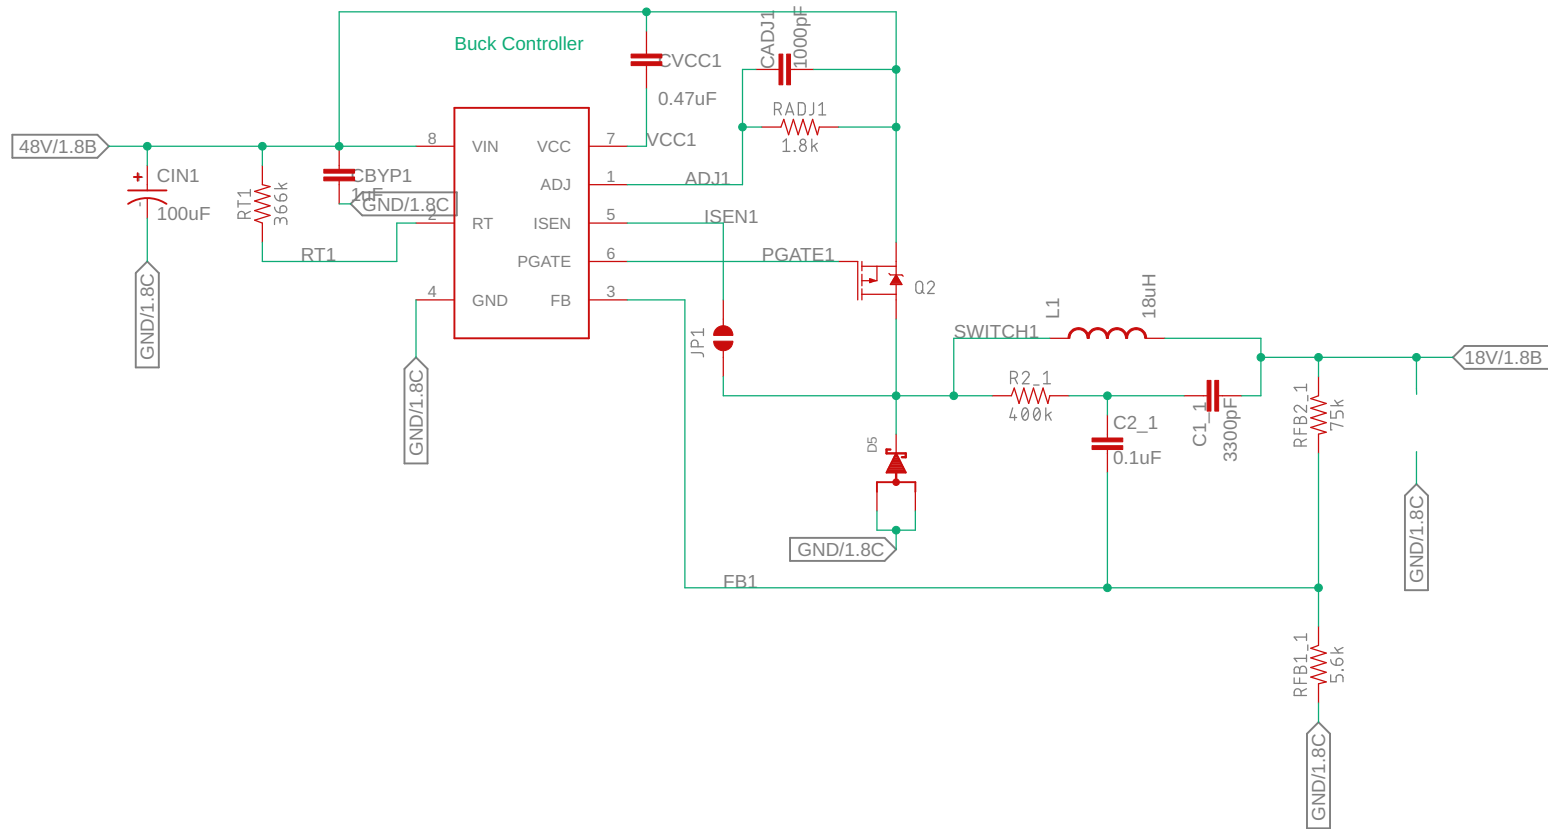 Buck Controller
CVCC1
0.47uF
CADJ1
1000pF
RADJ1
1.8k
48V/1.8B
CIN1
100uF
GND/1.8C
RT1
366k
CBYP1
1uF
GND/1.8C
RT1
8
2
4
VIN
RT
GND
VCC
ADJ
ISEN
PGATE
FB
7
1
5
6
3
VCC1
ADJ1
ISEN1
PGATE1
GND/1.8C
JP1
Q2
SWITCH1
L1
18uH
R2_1
400k
C2_1
0.1uF
C1_1
3300pF
18V/1.8B
RFB2_1
75k
D5
GND/1.8C
GND/1.8C
FB1
RFB1_1
5.6k
GND/1.8C